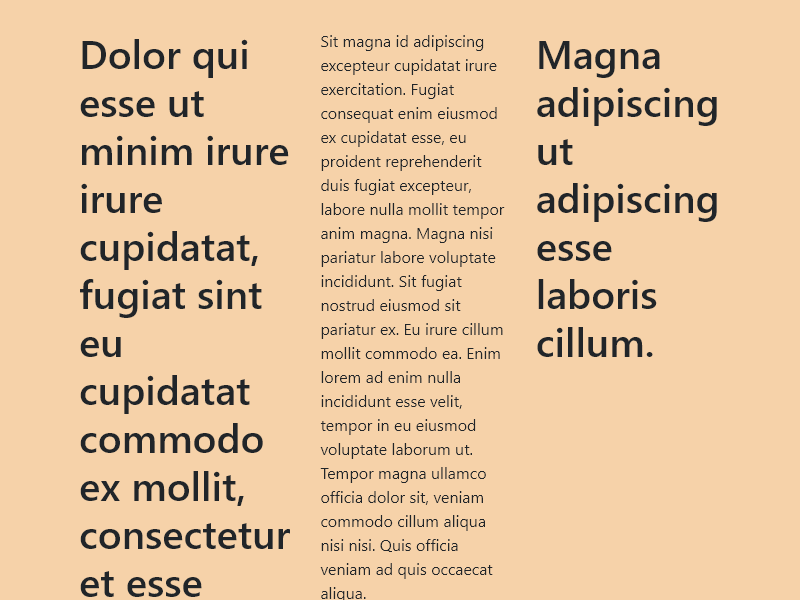 Dolor qui
esse ut
minim irure
irure
cupidatat,
fugiat sint
eu
cupidatat
commodo
ex mollit,
consectetur
et esse
Sit magna id adipiscing
excepteur cupidatat irure
exercitation. Fugiat
consequat enim eiusmod
ex cupidatat esse, eu
proident reprehenderit
duis fugiat excepteur,
labore nulla mollit tempor
anim magna. Magna nisi
pariatur labore voluptate
incididunt. Sit fugiat
nostrud eiusmod sit
pariatur ex. Eu irure cillum
mollit commodo ea. Enim
lorem ad enim nulla
incididunt esse velit,
tempor in eu eiusmod
voluptate laborum ut.
Tempor magna ullamco
officia dolor sit, veniam
commodo cillum aliqua
nisi nisi. Quis officia
veniam ad quis occaecat
aliqua.
Magna
adipiscing
ut
adipiscing
esse
laboris
cillum.